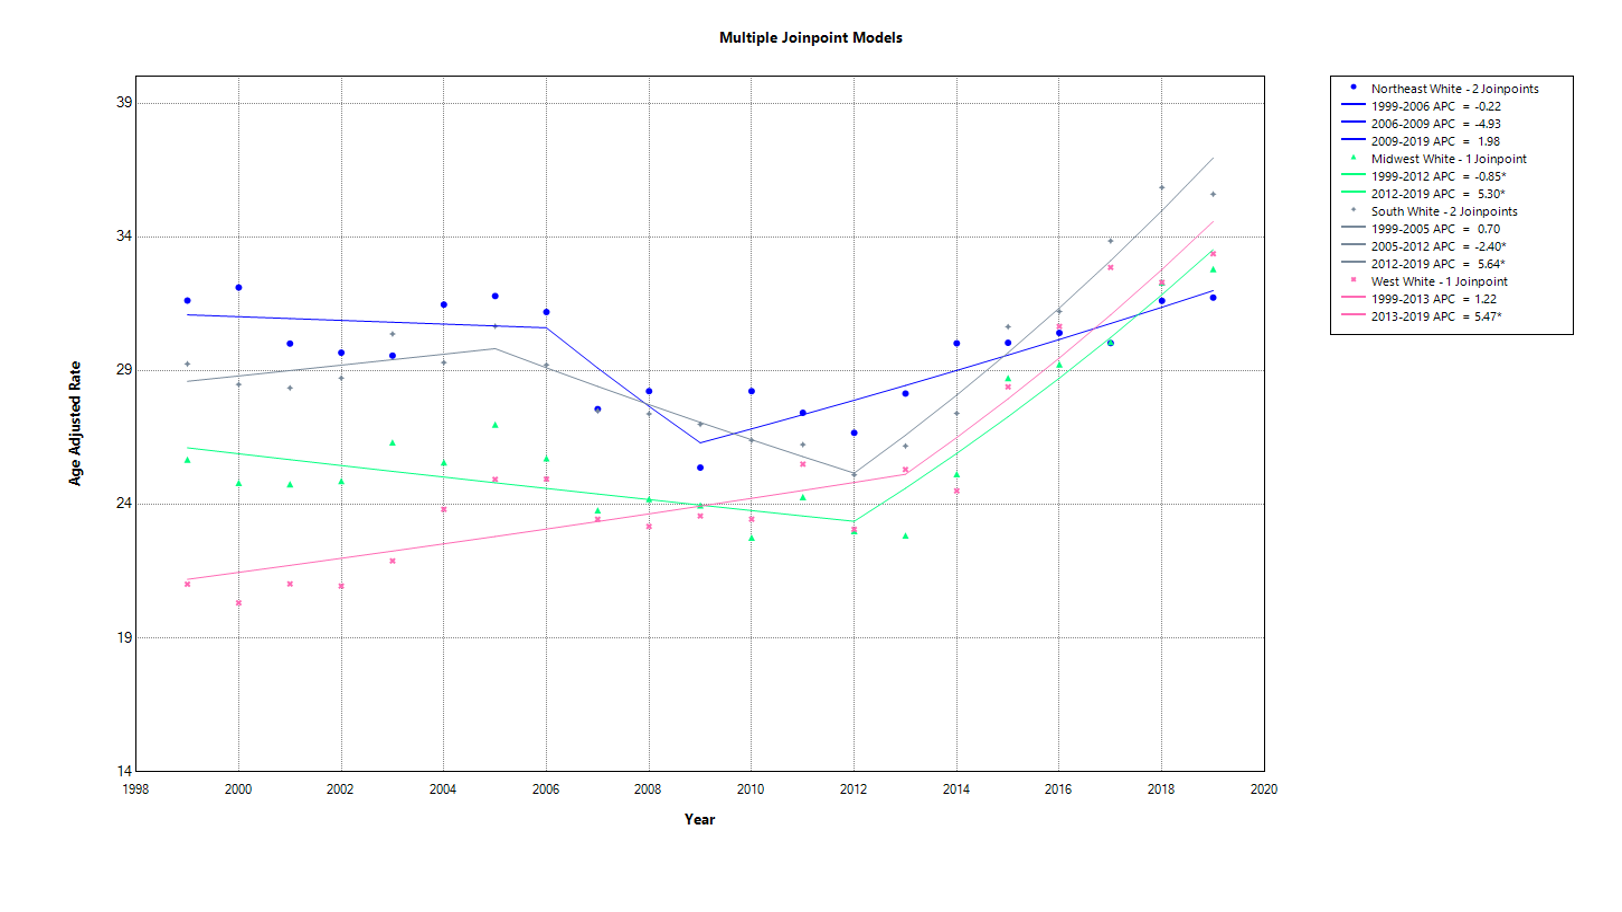 Multiple Joinpoint Models
39
34
29
24
19
14
1998 2000 2002 2004 2006 2008 2010 2012 2014 2016 2018 2020
Year
Age Adjusted Rate
Northeast White - 2 Joinpoints
1999-2006 APC = -0.22
2006-2009 APC = -4.93
2009-2019 APC = 1.98
Midwest White - 1 Joinpoint
1999-2012 APC = -0.85*
2012-2019 APC = 5.30*
South White - 2 Joinpoints
1999-2005 APC = 0.70
2005-2012 APC = -2.40*
2012-2019 APC = 5.64*
West White - 1 Joinpoint
1999-2013 APC = 1.22
2013-2019 APC = 5.47*